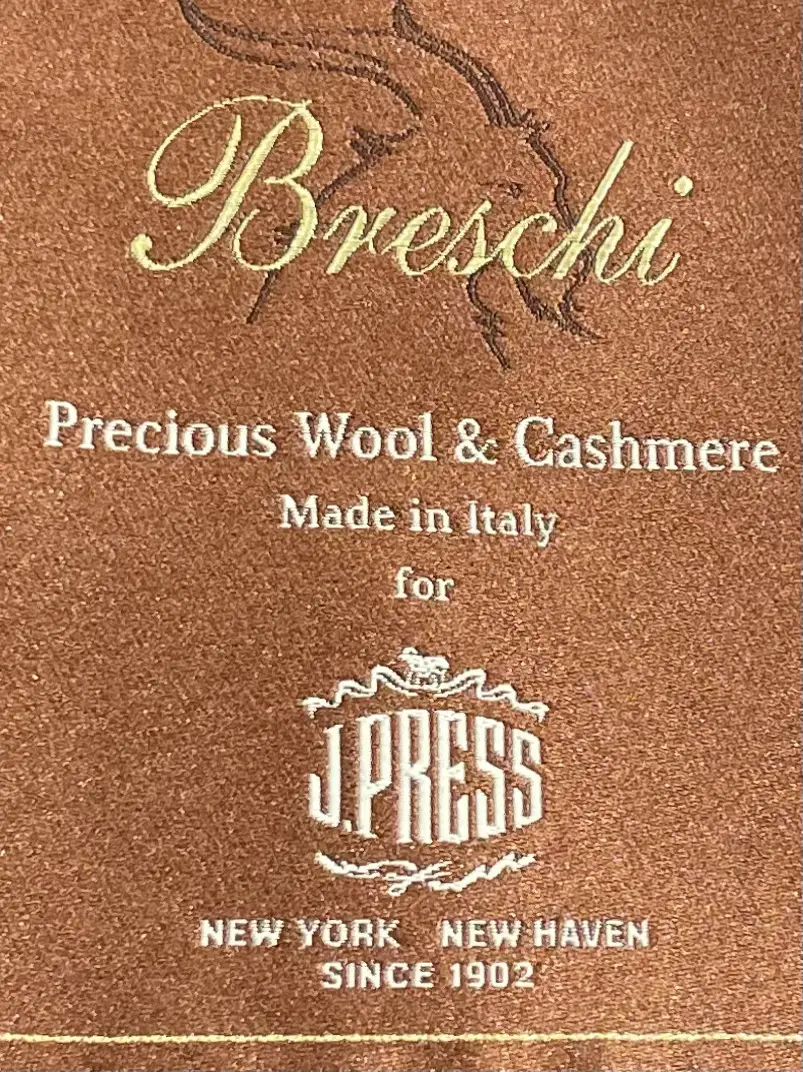 Breschi
Precious Wool & Cashmere
Made in Italy
for
J.PRESS
NEW YORK NEW HAVEN
SINCE 1902